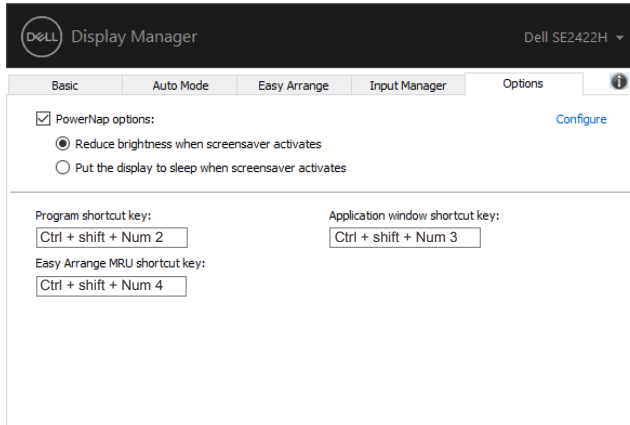 DELL Display Manager
Dell SE2422H
Basic Auto Mode Easy Arrange Input Manager Options
PowerNap options:
Configure
Reduce brightness when screensaver activates
Put the display to sleep when screensaver activates
Program shortcut key:
Application window shortcut key:
Ctrl + shift + Num 2
Ctrl + shift + Num 3
Easy Arrange MRU shortcut key:
Ctrl + shift + Num 4